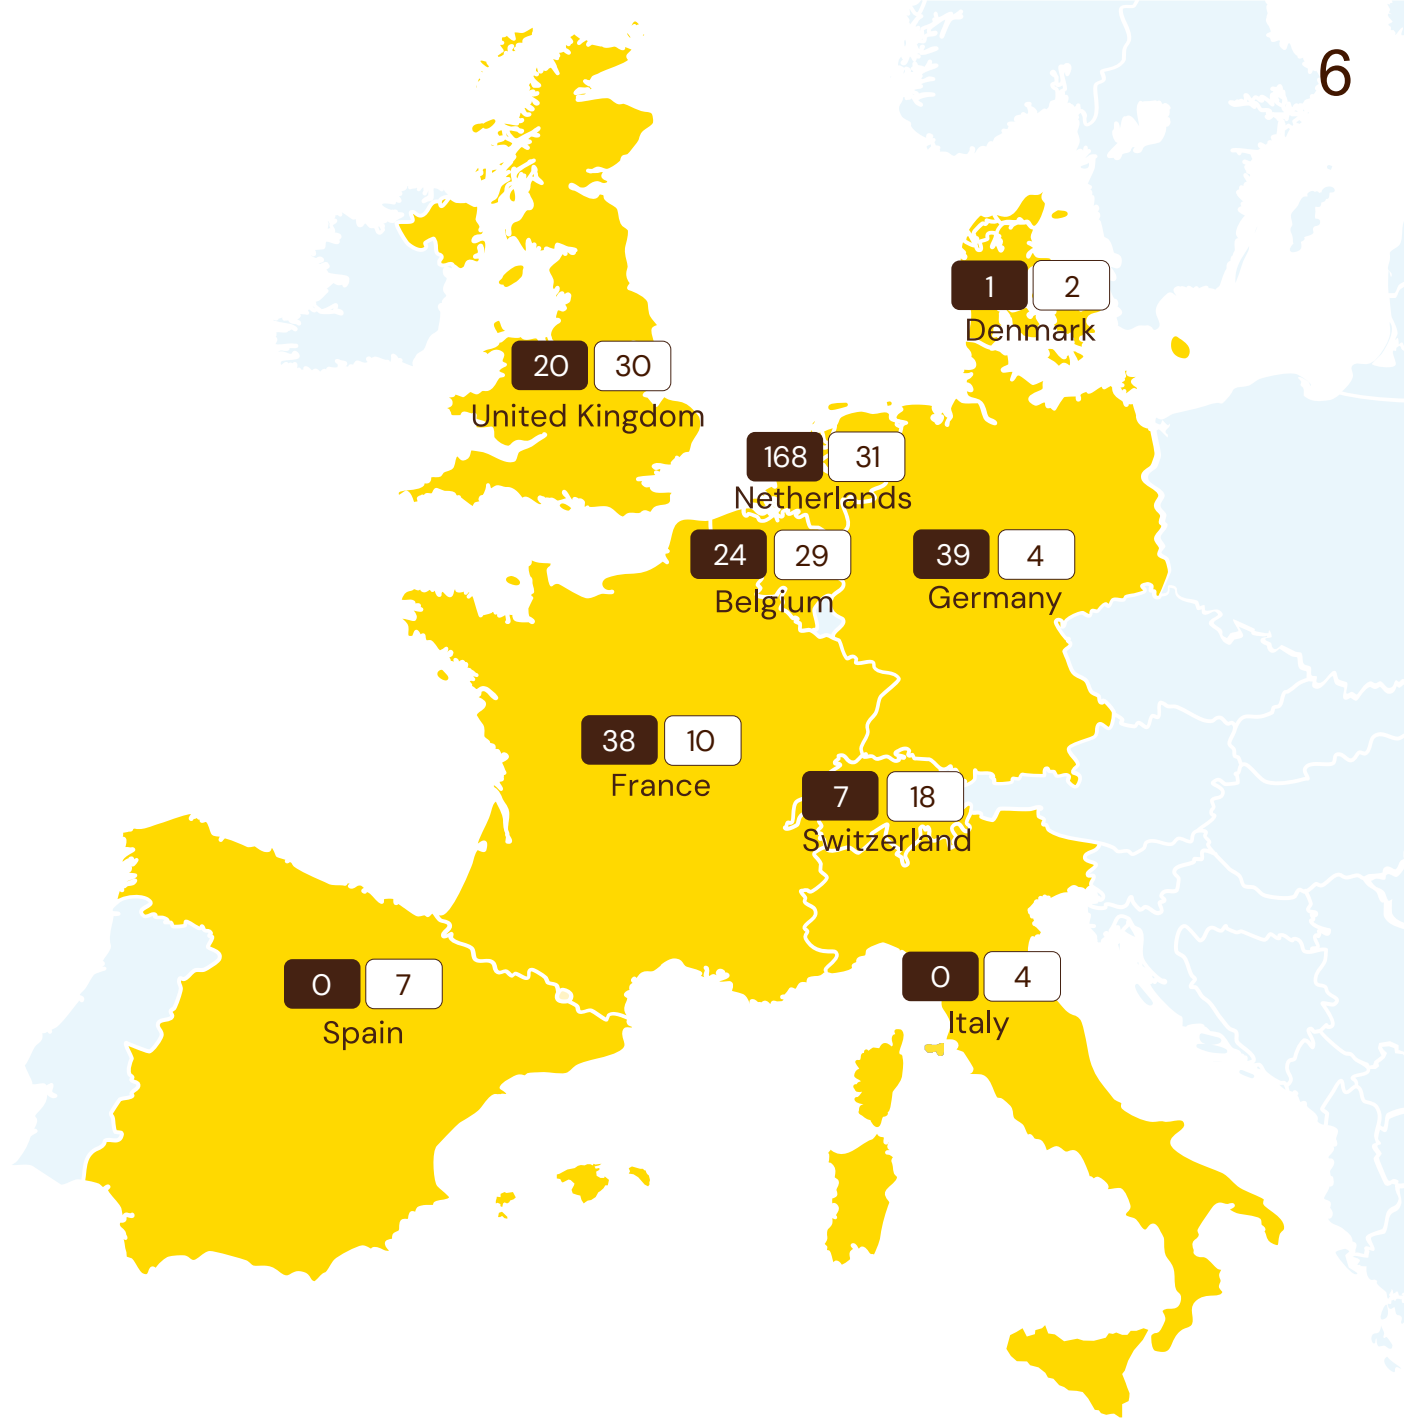 6
1 2
Denmark
20 30
United Kingdom
168 31
Netherlands
24 29
Belgium
39 4
Germany
38 10
France
7 18
Switzerland
0 7
Spain
0 4
Italy